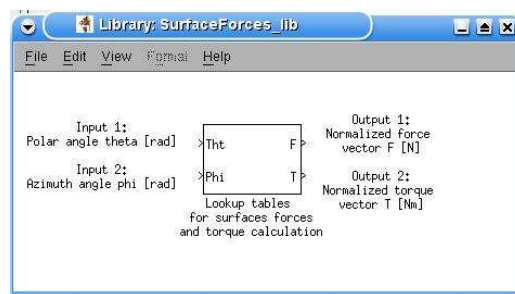 Library: SurfaceForces_lib
File Edit View Format Help
Input 1:
Polar angle theta [rad]
Input 2:
Azimuth angle phi [rad]
Tht F
Phi T
Output 1:
Normalized force
vector F [N]
Output 2:
Normalized torque
vector T [Nm]
Lookup tables
for surfaces forces
and torque calculation